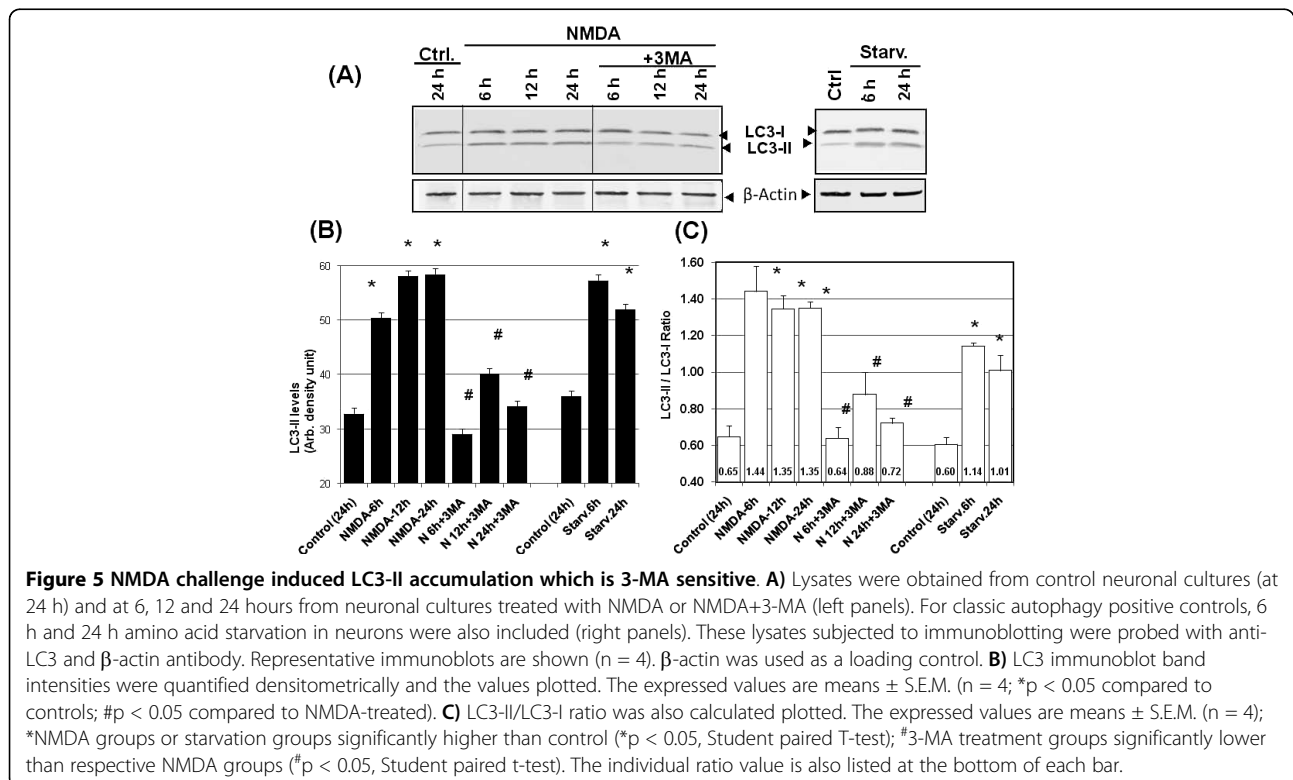 NMDA
Ctrl.
+3MA
Starv.
(A)
24 h
6 h
12 h
24 h
6 h
12 h
24 h
Ctrl
6 h
24 h
LC3-I
LC3-II
β-Actin
(B)
LC3-II levels
(Arb. density unit)
60
50
40
30
20
*
*
*
#
#
#
*
*
Control (24h)
NMDA-6h
NMDA-12h
NMDA-24h
N 6h+3MA
N 12h+3MA
N 24h+3MA
Control (24h)
Starv.6h
Starv.24h
(C)
LC3-II / LC3-I Ratio
1.60
1.40
1.20
1.00
0.80
0.60
0.40
*
*
*
#
#
#
*
*
0.65
1.44
1.35
1.35
0.64
0.88
0.72
0.60
1.14
1.01
Control (24h)
NMDA-6h
NMDA-12h
NMDA-24h
N 6h+3MA
N 12h+3MA
N 24h+3MA
Control (24h)
Starv.6h
Starv.24h
Figure 5 NMDA challenge induced LC3-II accumulation which is 3-MA sensitive. A) Lysates were obtained from control neuronal cultures (at
24 h) and at 6, 12 and 24 hours from neuronal cultures treated with NMDA or NMDA+3-MA (left panels). For classic autophagy positive controls, 6
h and 24 h amino acid starvation in neurons were also included (right panels). These lysates subjected to immunoblotting were probed with anti-
LC3 and β-actin antibody. Representative immunoblots are shown (n = 4). β-actin was used as a loading control. B) LC3 immunoblot band
intensities were quantified densitometrically and the values plotted. The expressed values are means ± S.E.M. (n = 4; *p < 0.05 compared to
controls; #p < 0.05 compared to NMDA-treated). C) LC3-II/LC3-I ratio was also calculated plotted. The expressed values are means ± S.E.M. (n = 4);
*NMDA groups or starvation groups significantly higher than control (*p < 0.05, Student paired T-test); #3-MA treatment groups significantly lower
than respective NMDA groups (#p < 0.05, Student paired t-test). The individual ratio value is also listed at the bottom of each bar.